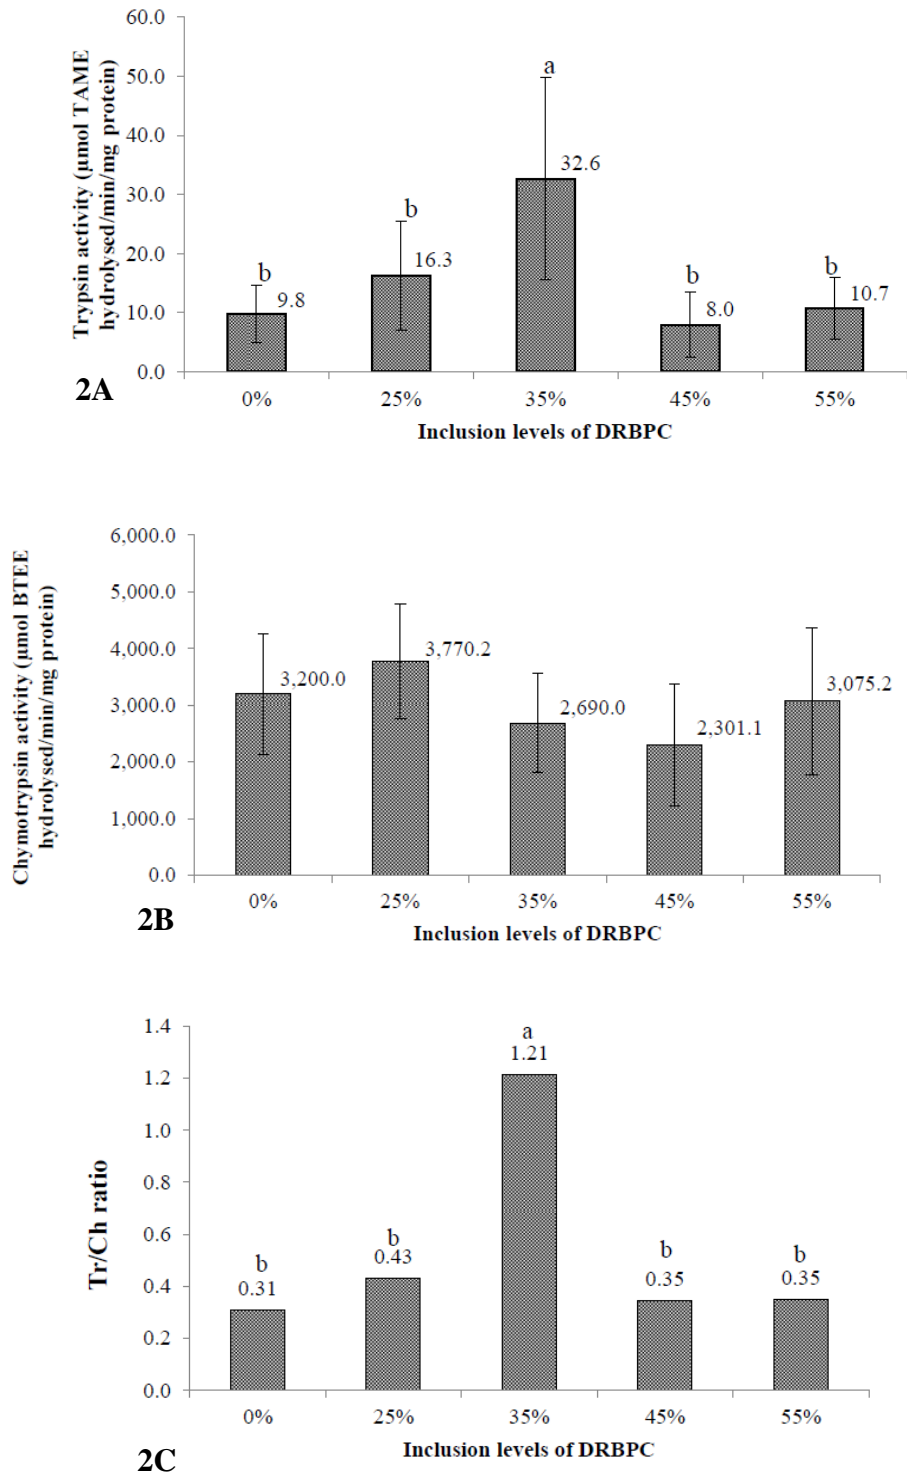 Trypsin activity (µmol TAME
hydrolysed/min/mg protein)
60.0
50.0
40.0
30.0
20.0
10.0
0.0
b
9.8
b
16.3
a
32.6
b
8.0
b
10.7
0%
25%
35%
45%
55%
Inclusion levels of DRBPC
2A
Chymotrypsin activity (µmol BTEE
hydrolysed/min/mg protein)
6,000.0
5,000.0
4,000.0
3,000.0
2,000.0
1,000.0
0.0
3,200.0
3,770.2
2,690.0
2,301.1
3,075.2
0%
25%
35%
45%
55%
Inclusion levels of DRBPC
2B
Tr/Ch ratio
1.4
1.2
1.0
0.8
0.6
0.4
0.2
0.0
b
0.31
b
0.43
a
1.21
b
0.35
b
0.35
0%
25%
35%
45%
55%
Inclusion levels of DRBPC
2C